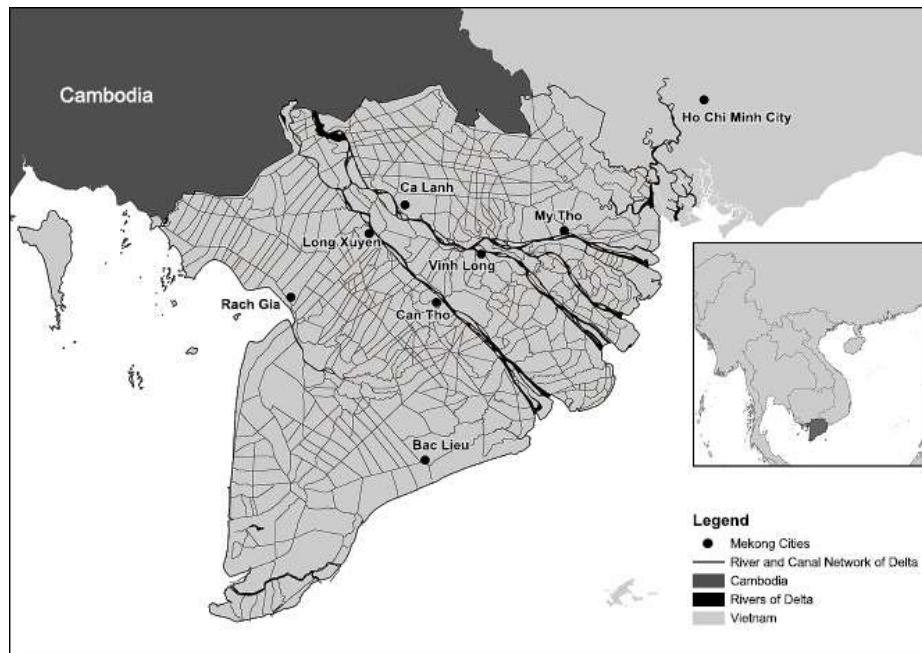 Cambodia
Ho Chi Minh City
Ca Lanh
My Tho
Long Xuyen
Vinh Long
Rach Gia
Can Tho
Bac Lieu
Legend
Mekong Cities
River and Canal Network of Delta
Cambodia
Rivers of Delta
Vietnam